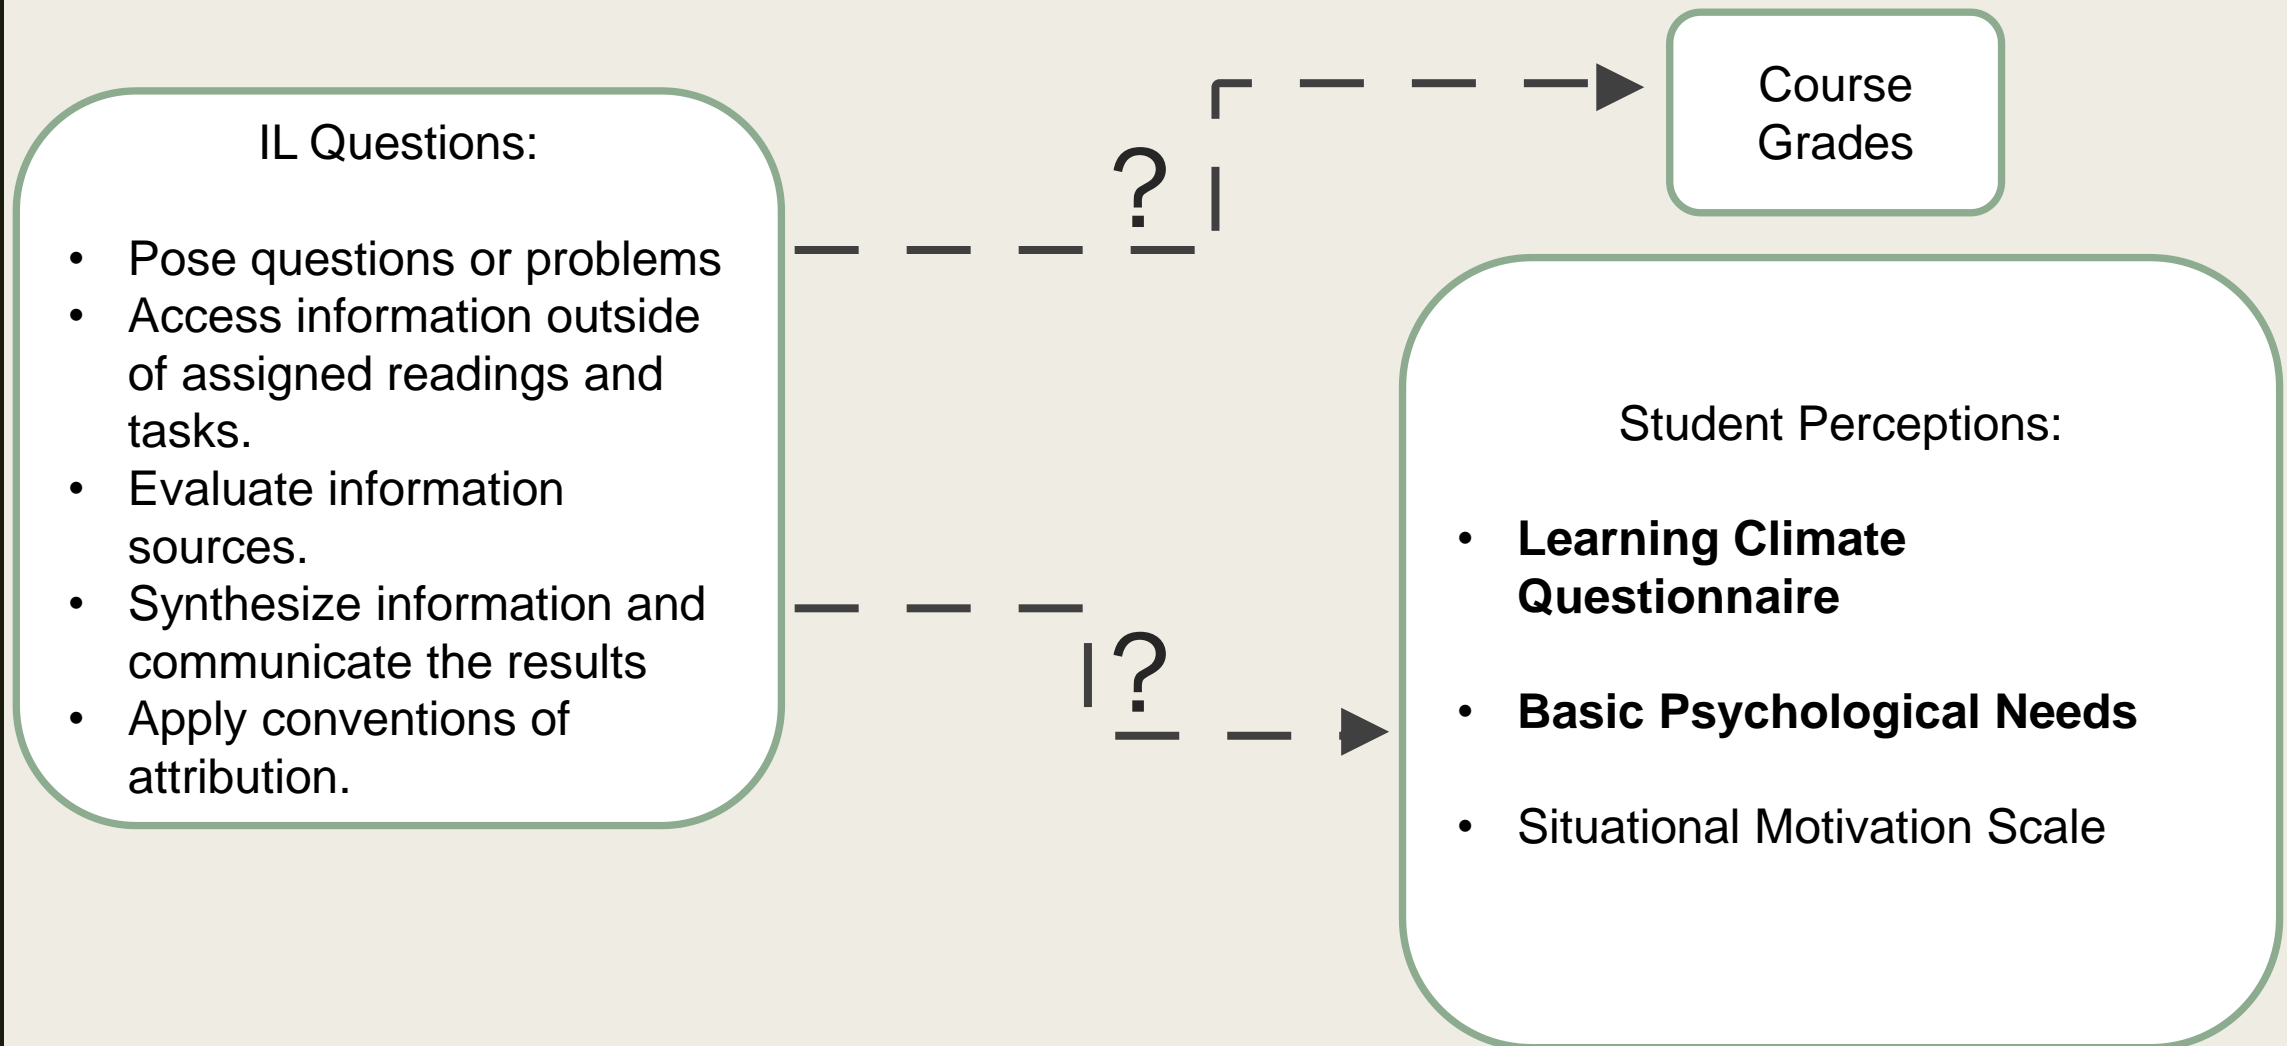 IL Questions:
• Pose questions or problems
• Access information outside
of assigned readings and
tasks.
• Evaluate information
sources.
• Synthesize information and
communicate the results
• Apply conventions of
attribution.
?
?
Course
Grades
Student Perceptions:
• Learning Climate
Questionnaire
• Basic Psychological Needs
• Situational Motivation Scale